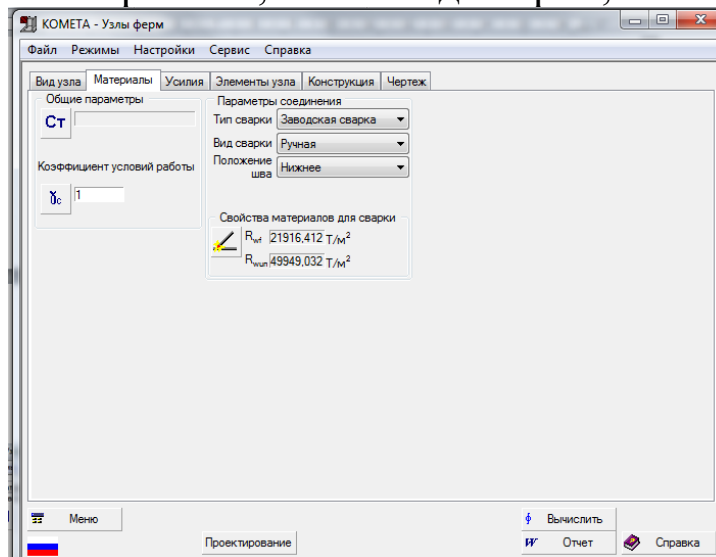 КОМЕТА - Узлы ферм
Файл Режимы Настройки Сервис Справка
Вид узла Материалы Усилия Элементы узла Конструкция Чертеж
Общие параметры
Ст
Коэффициент условий работы
γc 1
Параметры соединения
Тип сварки Заводская сварка
Вид сварки Ручная
Положение шва Нижнее
Свойства материалов для сварки
Rwf 21916,412 Т/м²
Rwun 49949,032 Т/м²
Меню
Вычислить
Проектирование
W Отчет
Справка